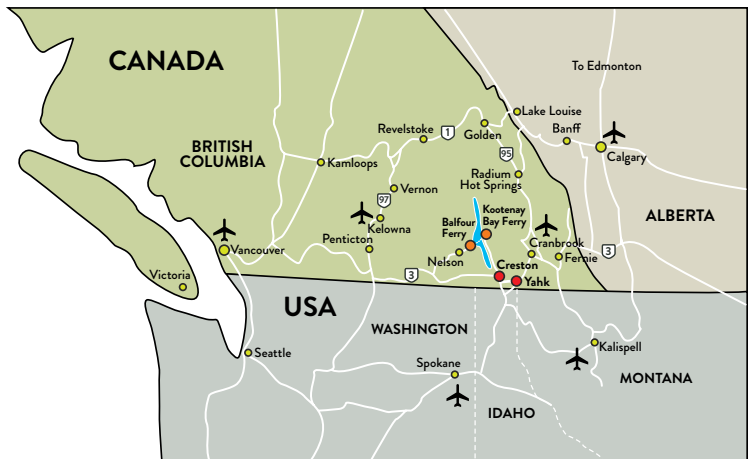 CANADA
To Edmonton
Lake Louise
Revelstoke
1
Golden
Banff
BRITISH
COLUMBIA
95
Calgary
Kamloops
Radium
Hot Springs
Vernon
97
Kootenay
Bay Ferry
ALBERTA
Balfour
Ferry
Kelowna
Penticton
Cranbrook
Vancouver
3
Nelson
Fernie
Creston
Victoria
3
Yahk
USA
WASHINGTON
Kalispell
Seattle
Spokane
MONTANA
IDAHO